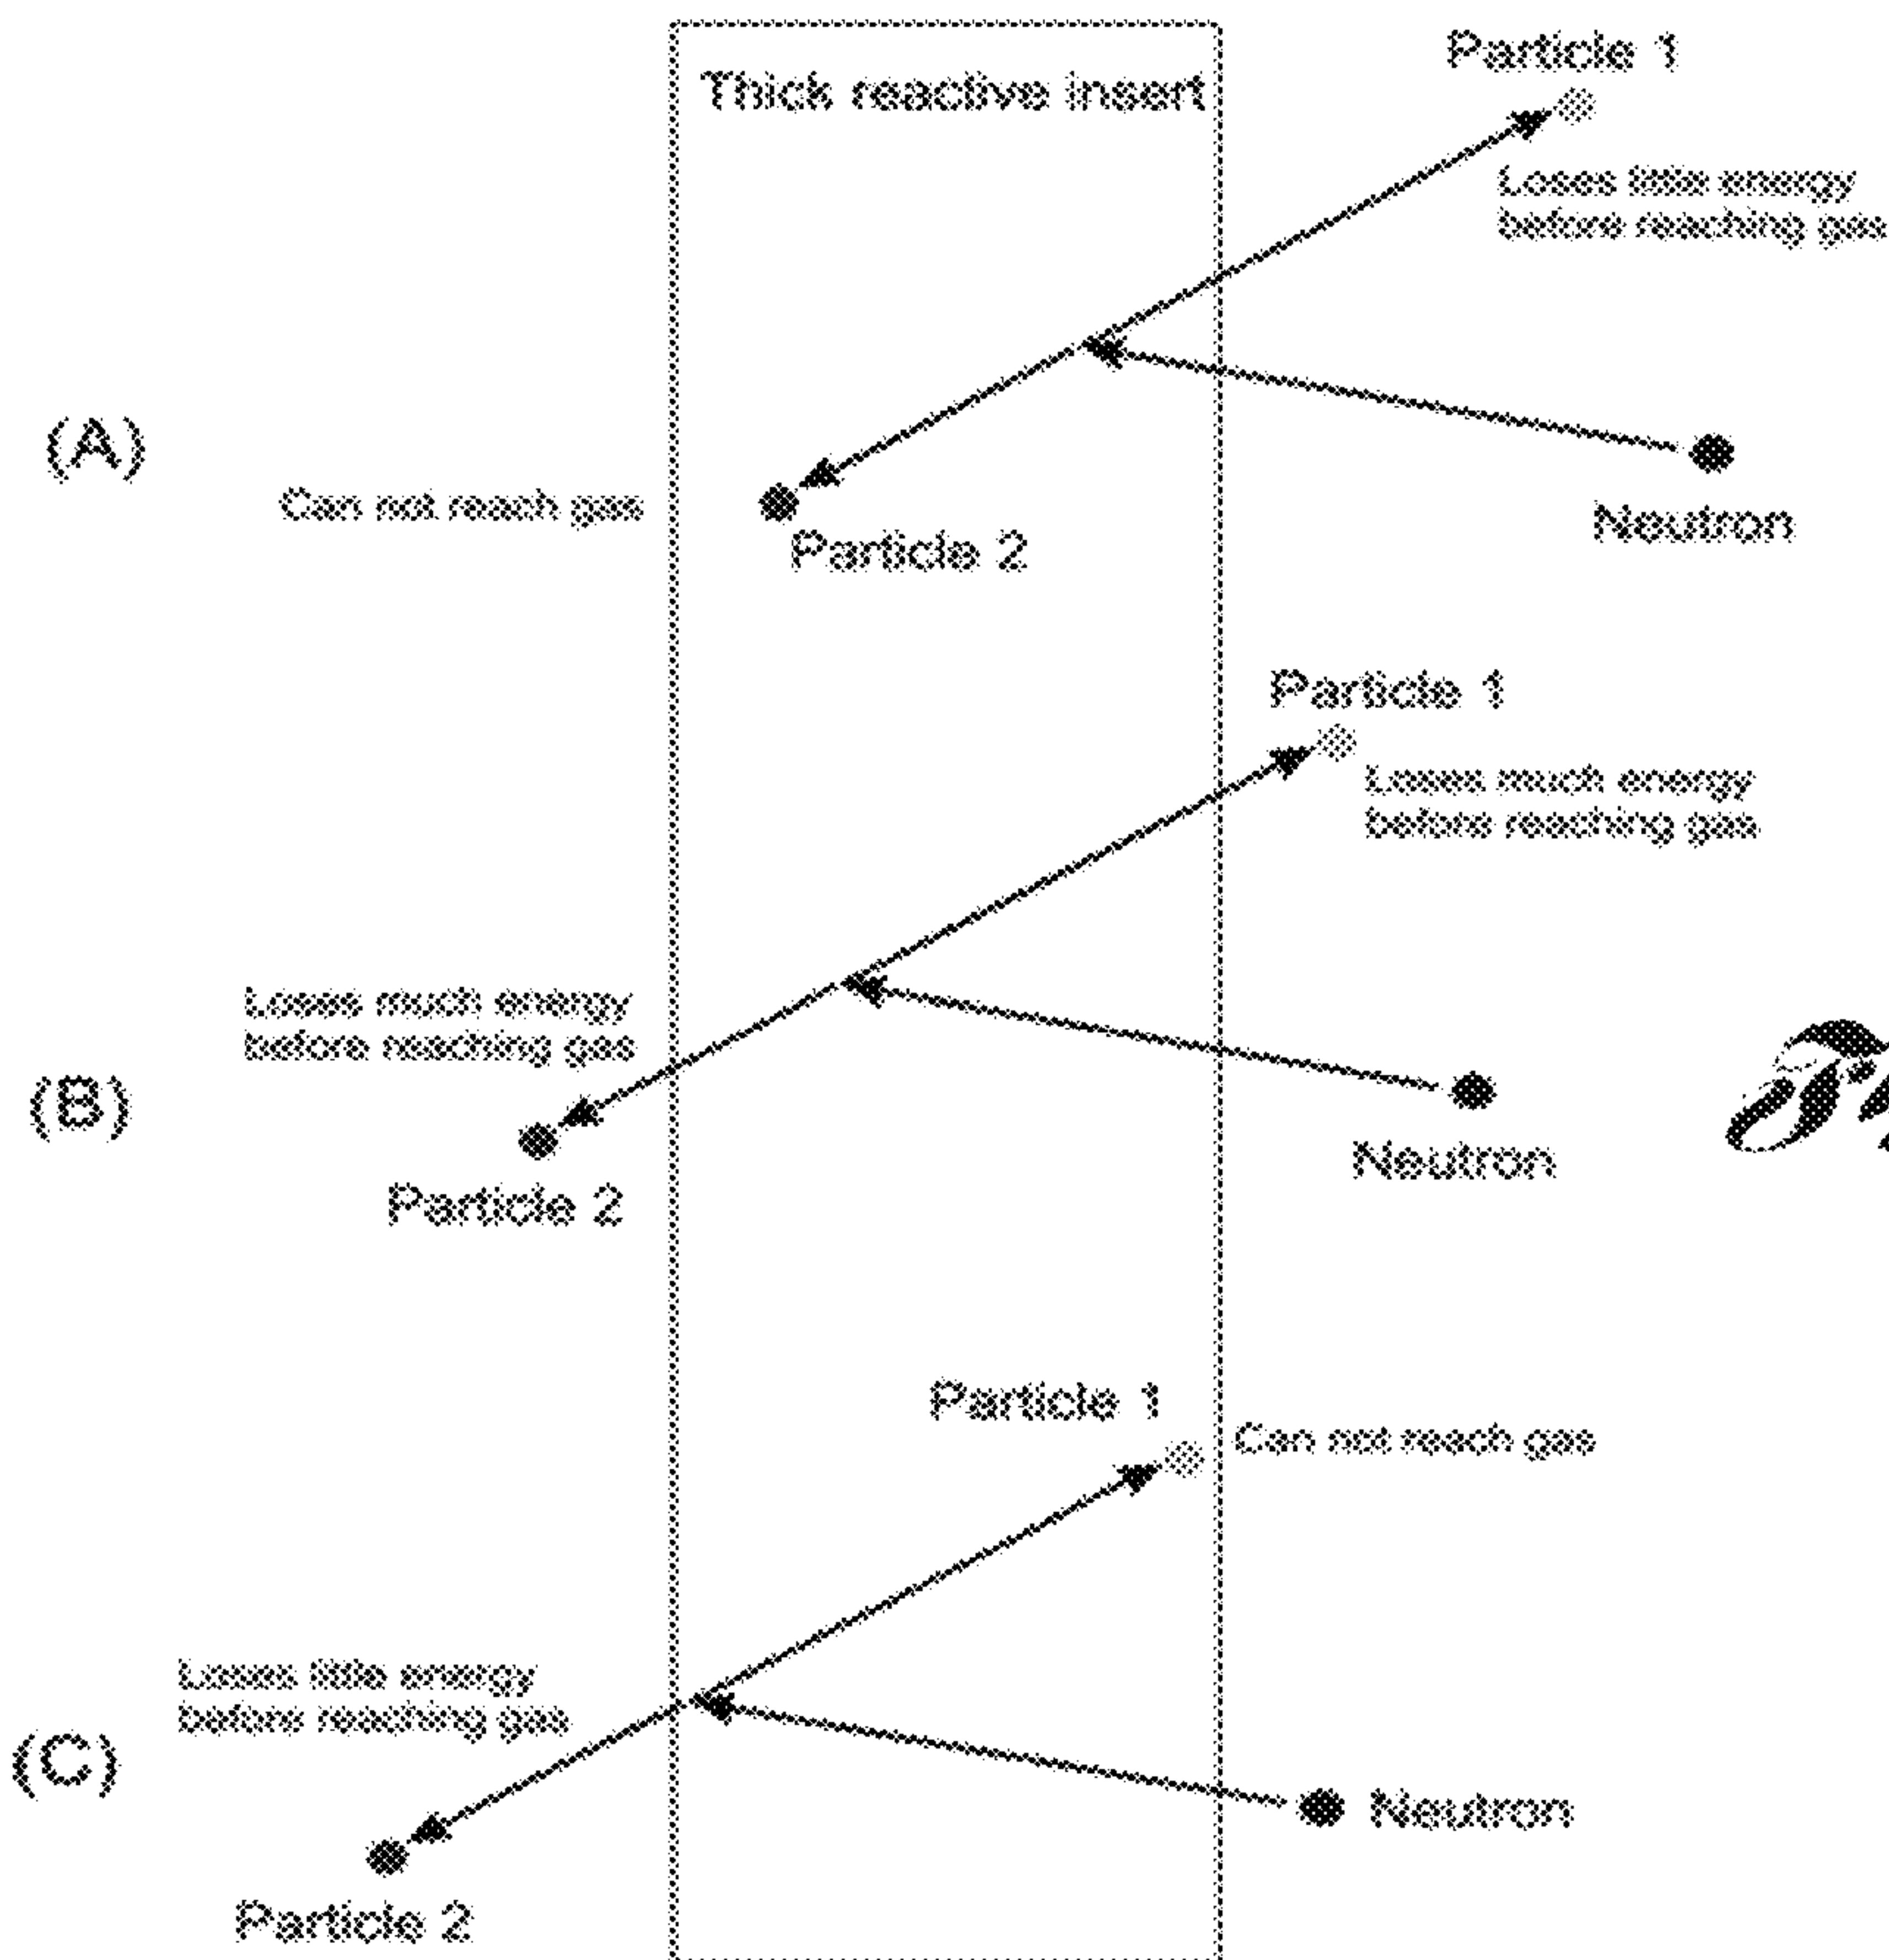 Thick reactive insert
Particle 1
Loses little energy
before reaching gas
(A)
Can not reach gas
Particle 2
Neutron
Particle 1
Loses much energy
before reaching gas
Loses much energy
before reaching gas
(B)
Particle 2
Neutron
Particle 1
Can not reach gas
Loses little energy
before reaching gas
(C)
Neutron
Particle 2